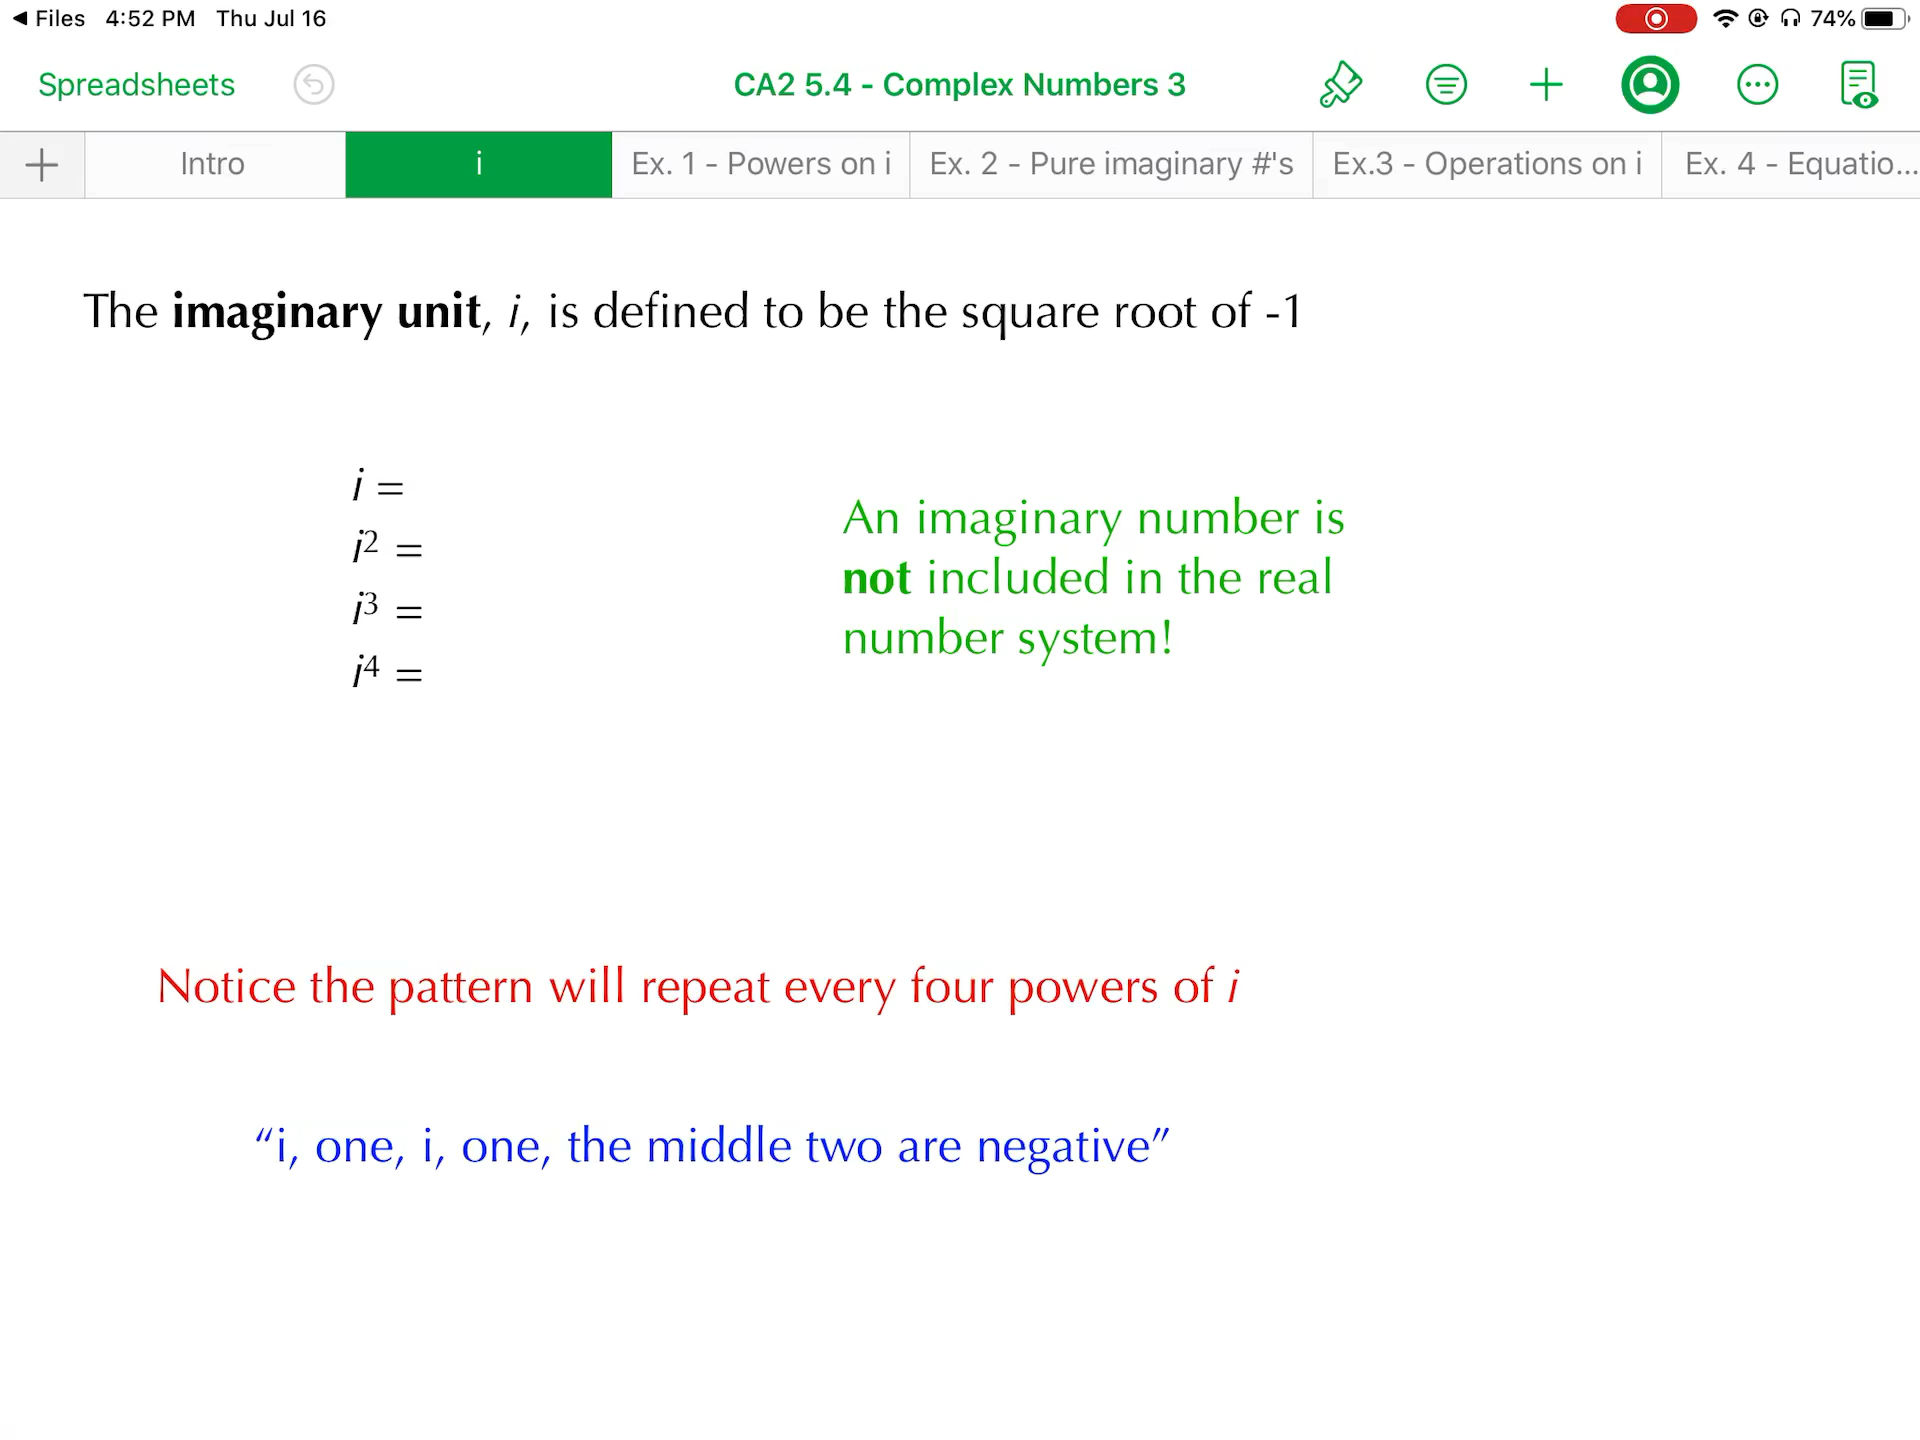 Files 4:52 PM Thu Jul 16 74%
Spreadsheets CA2 5.4 - Complex Numbers 3
Intro i Ex. 1 - Powers on i Ex. 2 - Pure imaginary #'s Ex.3 - Operations on i Ex. 4 - Equatio...
The imaginary unit, i, is defined to be the square root of -1
i =
i² =
i³ =
i⁴ =
An imaginary number is
not included in the real
number system!
Notice the pattern will repeat every four powers of i
“i, one, i, one, the middle two are negative”